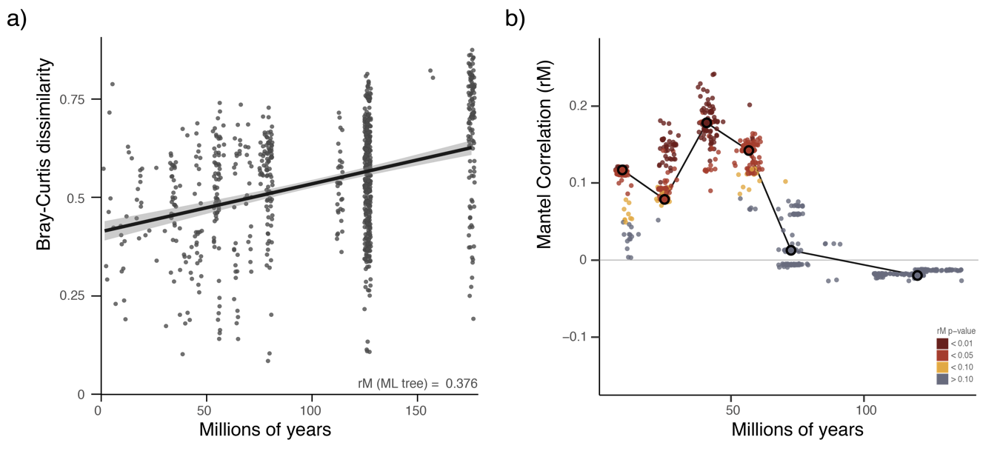 a)
Bray-Curtis dissimilarity
0.75
0.5
0.25
0
0
50
100
150
rM (ML tree) = 0.376
Millions of years
b)
Mantel Correlation (rM)
0.2
0.1
0
−0.1
50
100
rM p−value
< 0.01
< 0.05
< 0.10
> 0.10
Millions of years